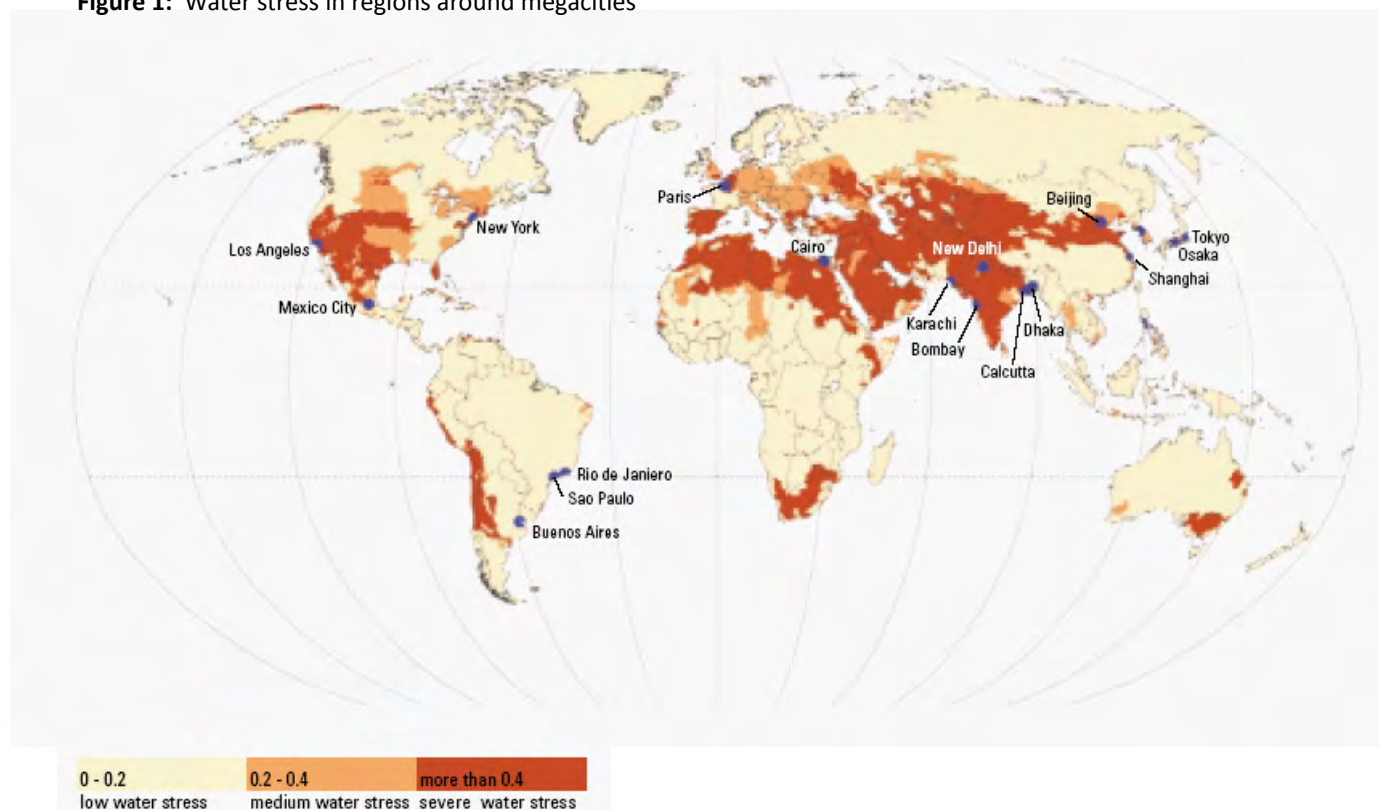 Figure 1: Water stress in regions around megacities
Paris
Beijing
New York
Los Angeles
Cairo
New Delhi
Tokyo
Osaka
Shanghai
Mexico City
Karachi
Dhaka
Bombay
Calcutta
Rio de Janiero
Sao Paulo
Buenos Aires
0 - 0.2
0.2 - 0.4
more than 0.4
low water stress
medium water stress
severe water stress